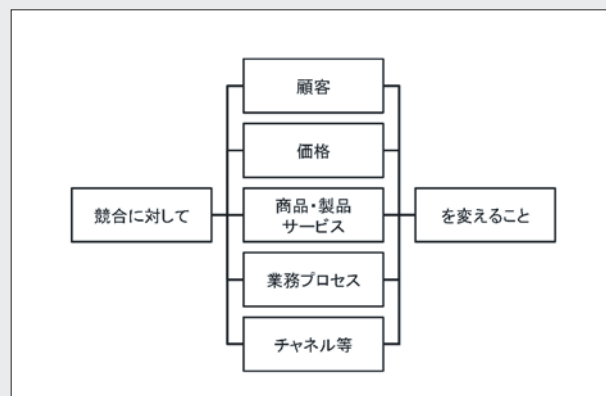 競合に対して
顧客
価格
商品・製品
サービス
業務プロセス
チャネル等
を変えること